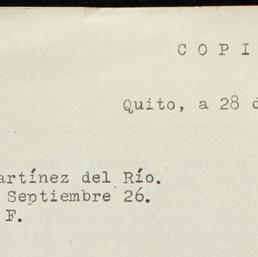 C O P I
Quito, a 28 d
artínez del Río.
Septiembre 26.
F.